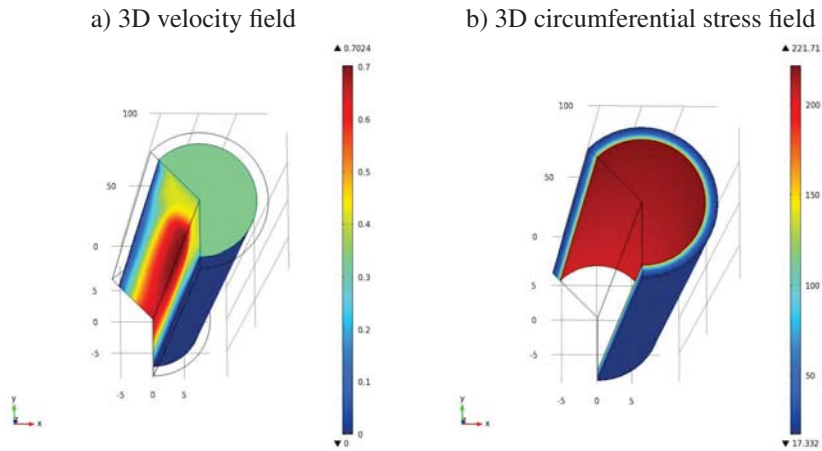 a) 3D velocity field
b) 3D circumferential stress field
▲ 0.7024
0.7
0.6
0.5
0.4
0.3
0.2
0.1
0
▼ 0
100
50
0
5
0
-5
-5 0 5
y
z
x
▲ 221.71
200
150
100
50
▼ 17.332
100
50
0
5
0
-5
-5 0 5
y
z
x